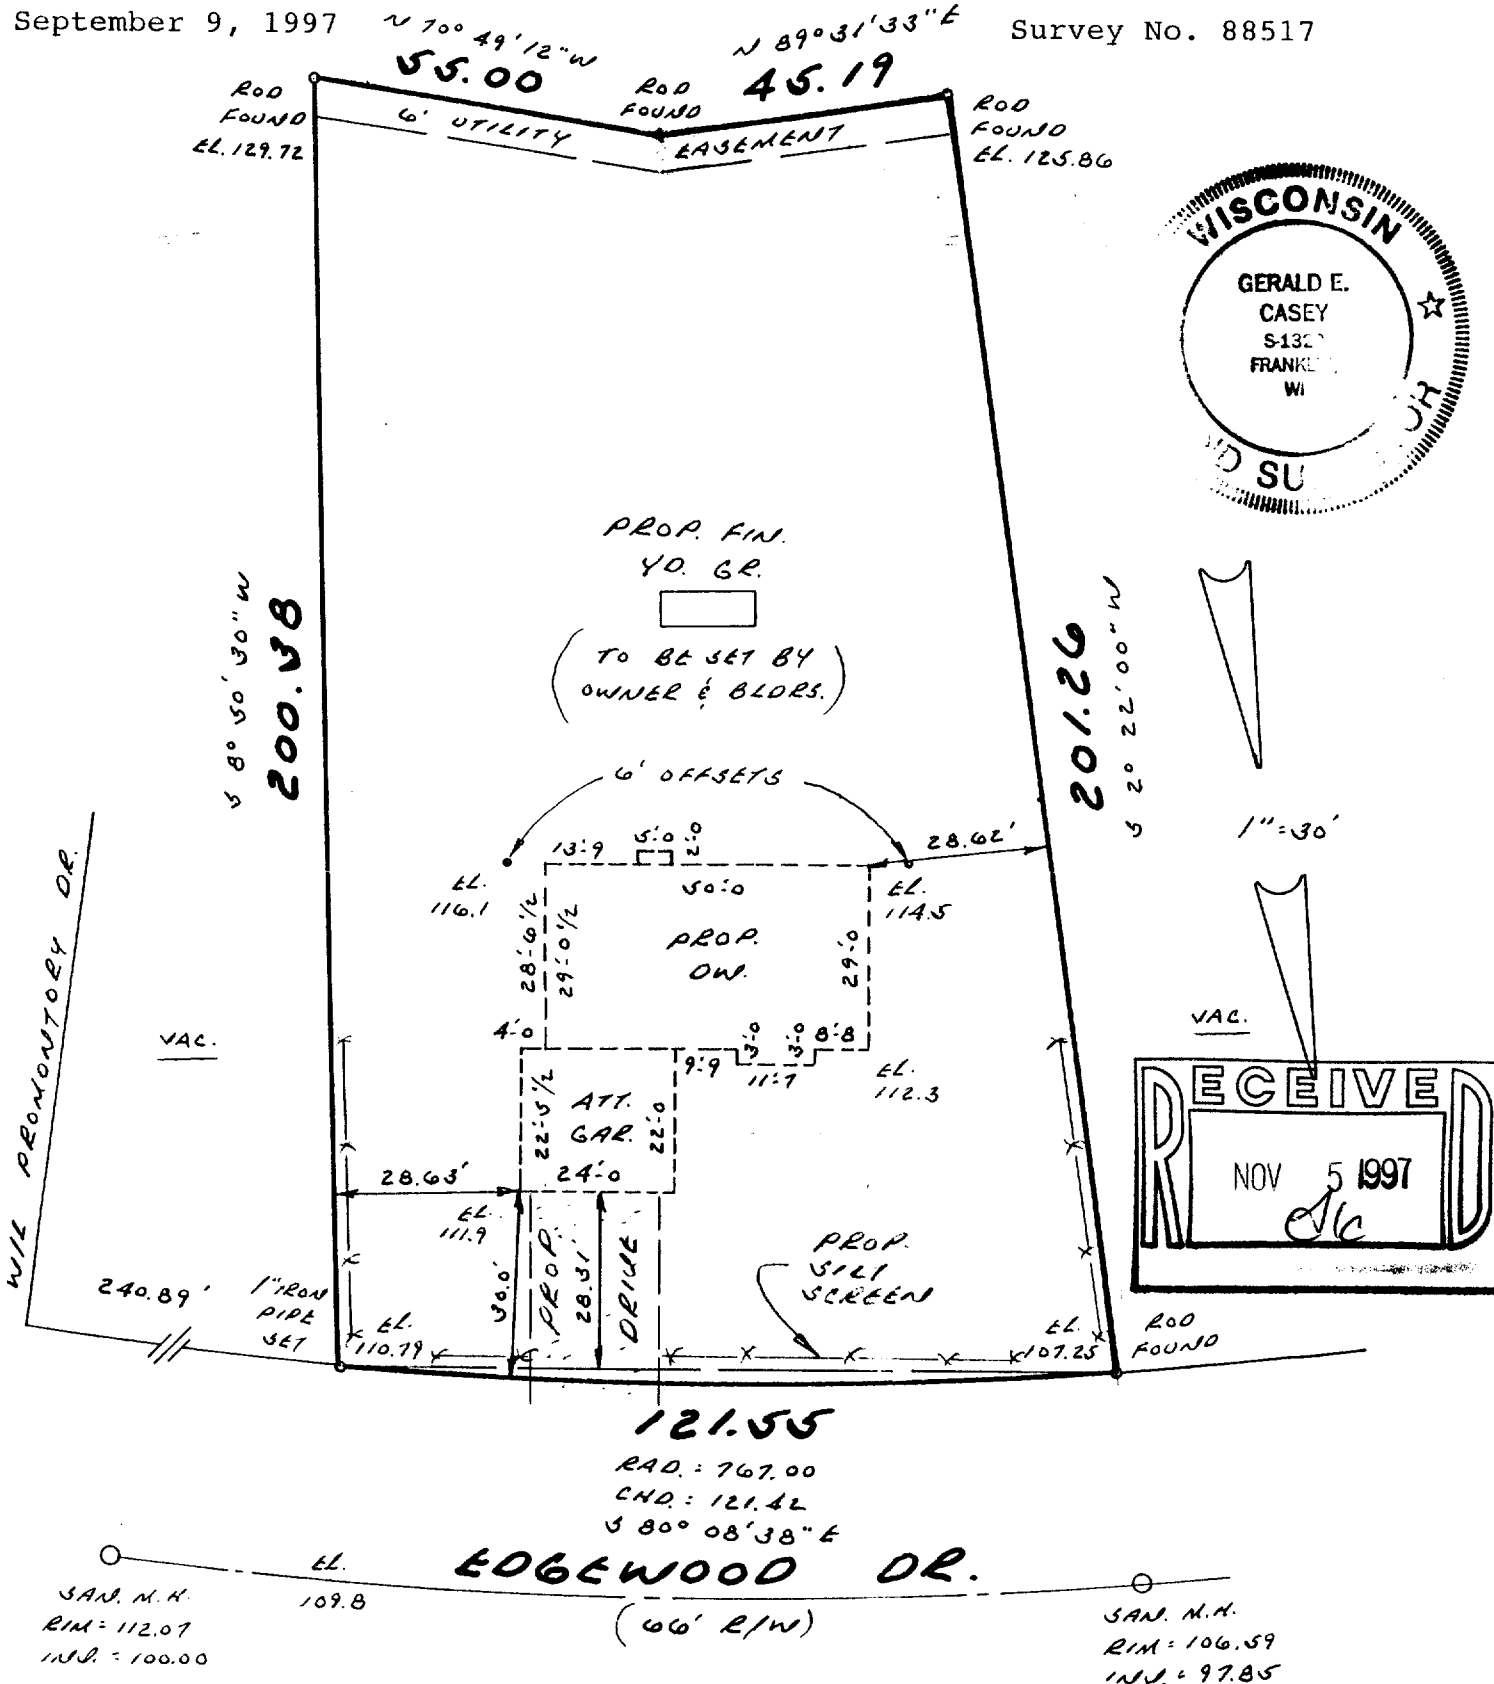 September 9, 1997
Survey No. 88517
N 70° 49' 12" W
55.00
N 89° 31' 33" E
45.19
ROD
FOUND
EL. 129.72
ROD
FOUND
ROD
FOUND
EL. 125.86
6' UTILITY EASEMENT
WISCONSIN
GERALD E.
CASEY
S-132
WI
SU
PROP. FIN.
YD. GR.
(TO BE SET BY
OWNER & BLDRS.)
S 8° 50' 30" W
200.38
201.26
S 2° 22' 00" W
6' OFFSETS
1"=30'
13'-9
5'-0
2'-0
28.62'
EL.
116.1
50'-0
EL.
114.5
28'-6 1/2
29'-0 1/2
PROP.
DW.
29'-0
W'LY PROMONTORY DR.
VAC.
VAC.
4'-0
9'-9
3'-0
11'-7
3'-0
8'-8
EL.
112.3
22'-5 1/2
ATT.
GAR.
22'-0
24'-0
28.63'
EL.
111.9
RECEIVED
NOV 5 1997
30.0'
PROP.
28.31'
DRIVE
PROP.
SILT
SCREEN
240.89'
1" IRON
PIPE
SET
EL.
110.79
EL.
107.25
ROD
FOUND
121.55
RAD. = 767.00
CHD. = 121.42
S 80° 08' 38" E
EDGEWOOD DR.
(66' R/W)
EL.
109.8
SAN. M.H.
RIM = 112.07
INV. = 100.00
SAN. M.H.
RIM = 106.59
INV. = 97.85